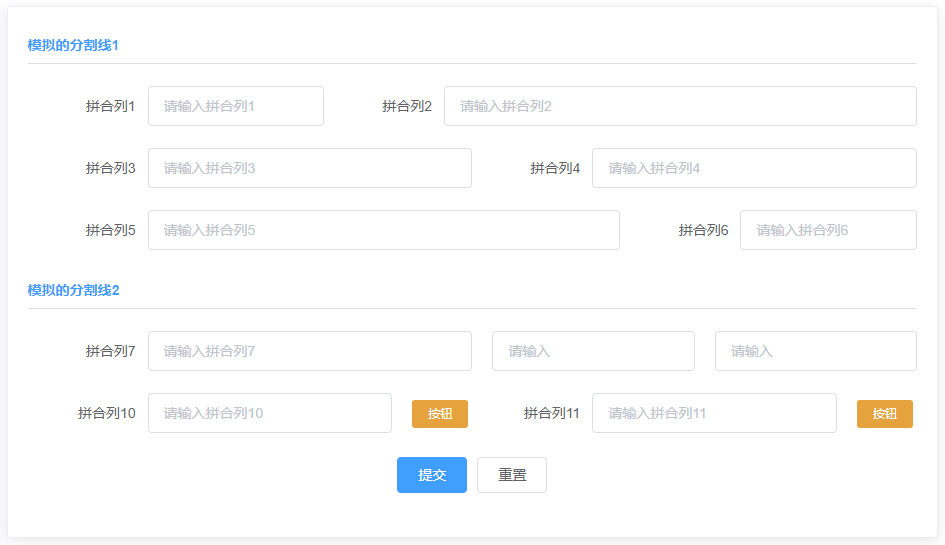 模拟的分割线1
拼合列1 请输入拼合列1 拼合列2 请输入拼合列2
拼合列3 请输入拼合列3 拼合列4 请输入拼合列4
拼合列5 请输入拼合列5 拼合列6 请输入拼合列6
模拟的分割线2
拼合列7 请输入拼合列7 请输入 请输入
拼合列10 请输入拼合列10 按钮 拼合列11 请输入拼合列11 按钮
提交 重置